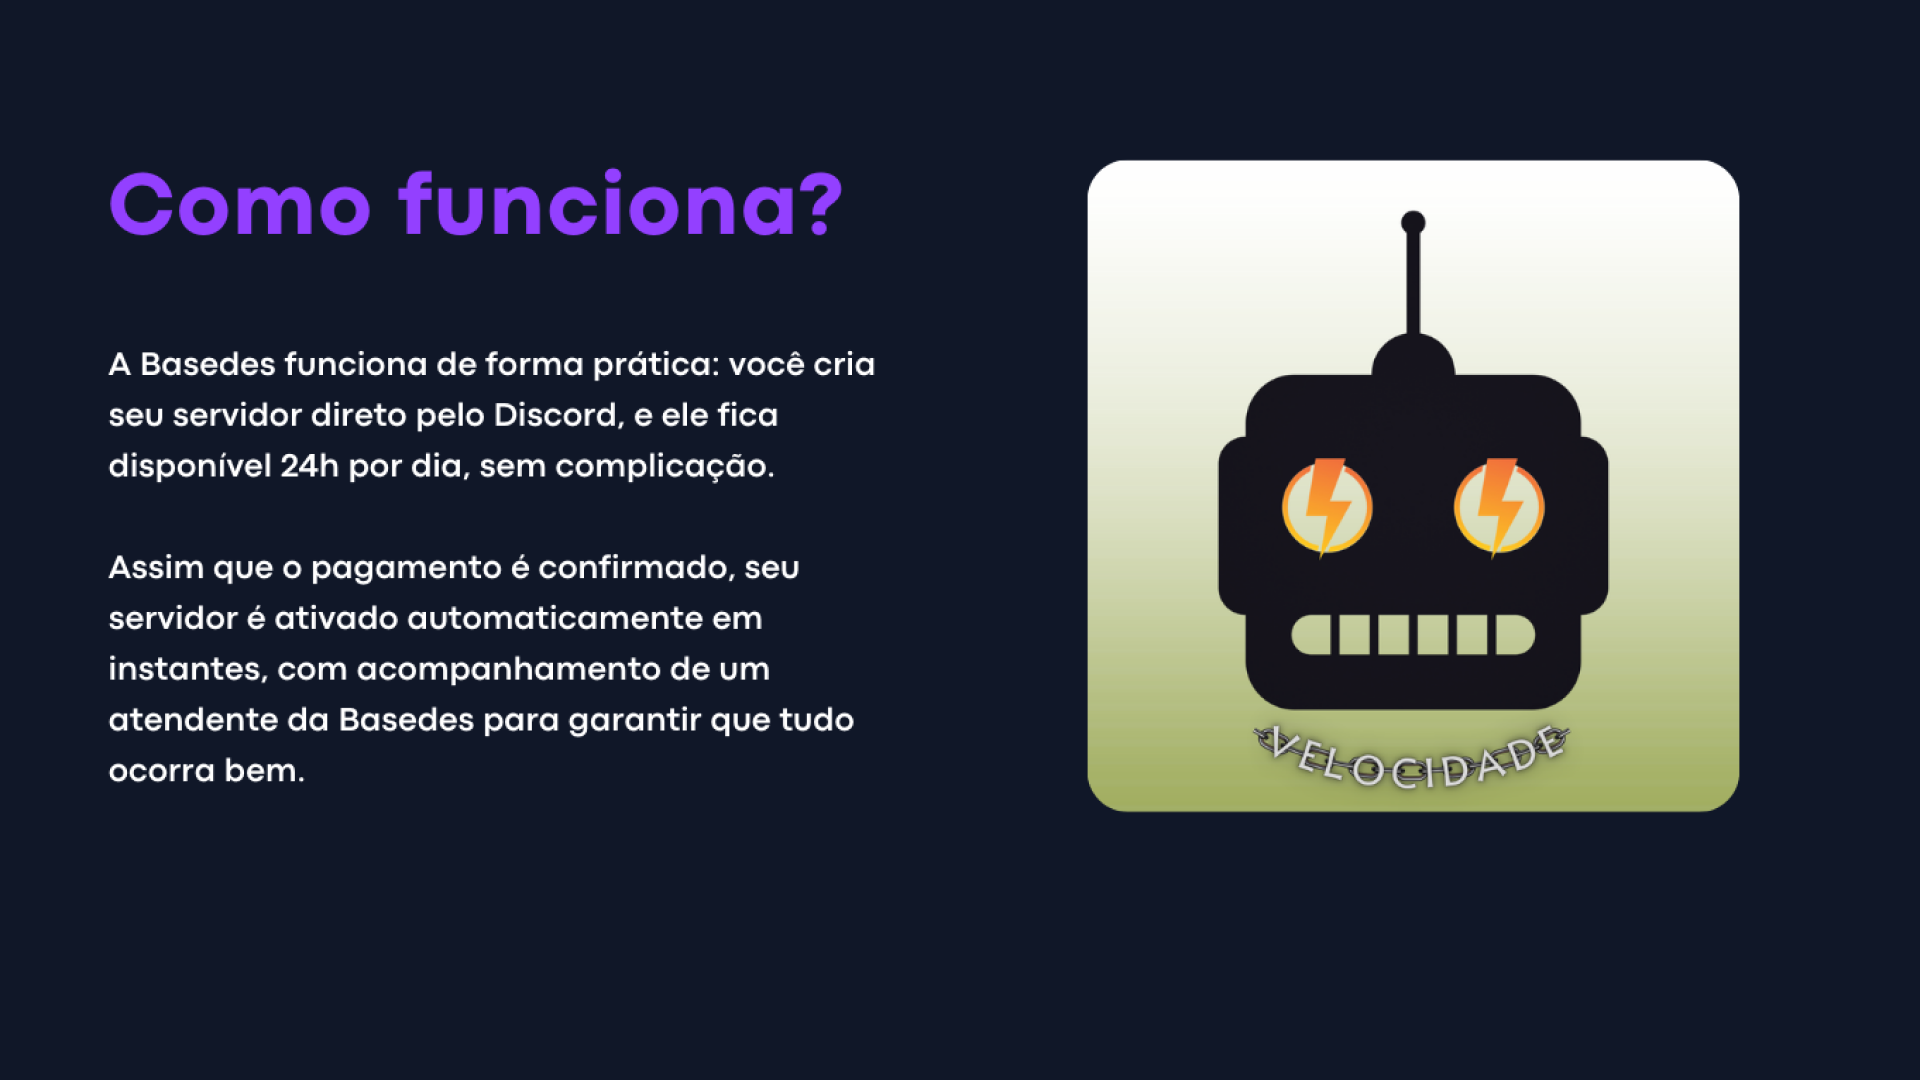 Como funciona?
A Basedes funciona de forma prática: você cria
seu servidor direto pelo Discord, e ele fica
disponível 24h por dia, sem complicação.
Assim que o pagamento é confirmado, seu
servidor é ativado automaticamente em
instantes, com acompanhamento de um
atendente da Basedes para garantir que tudo
ocorra bem.
VELOCIDADE